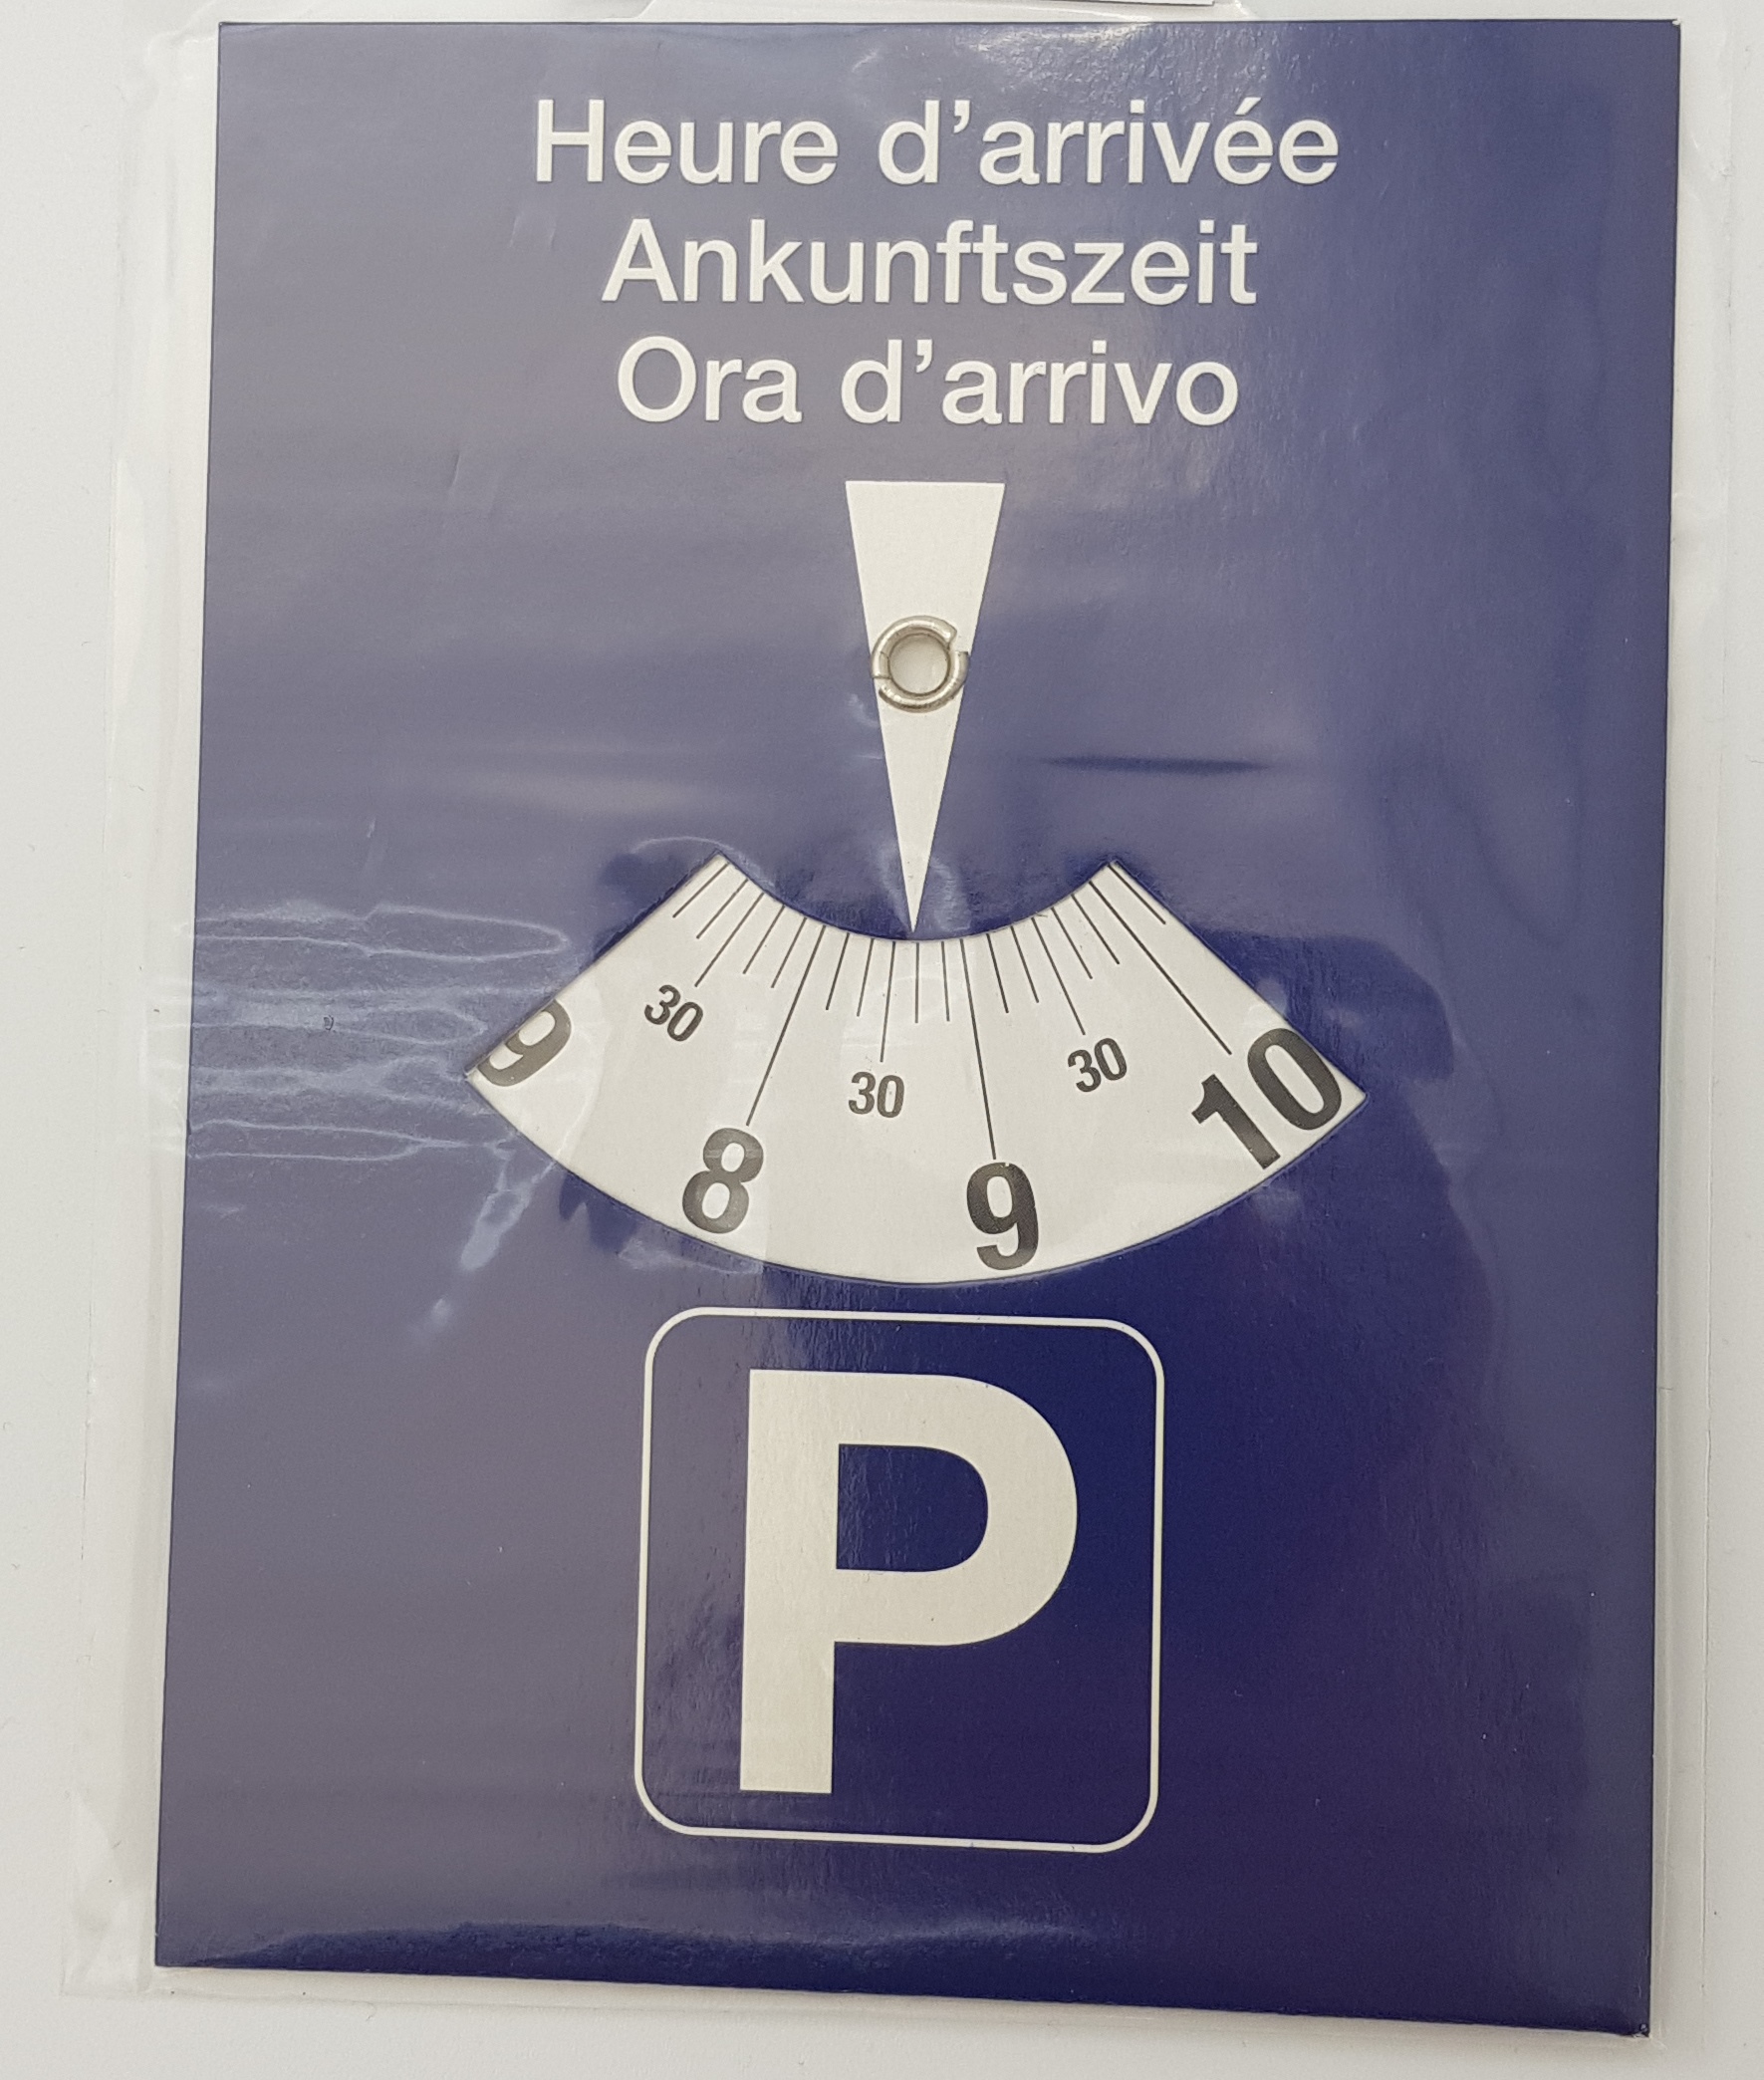 Heure d'arrivée
Ankunftszeit
Ora d'arrivo
30
30
30
8
9
10
P